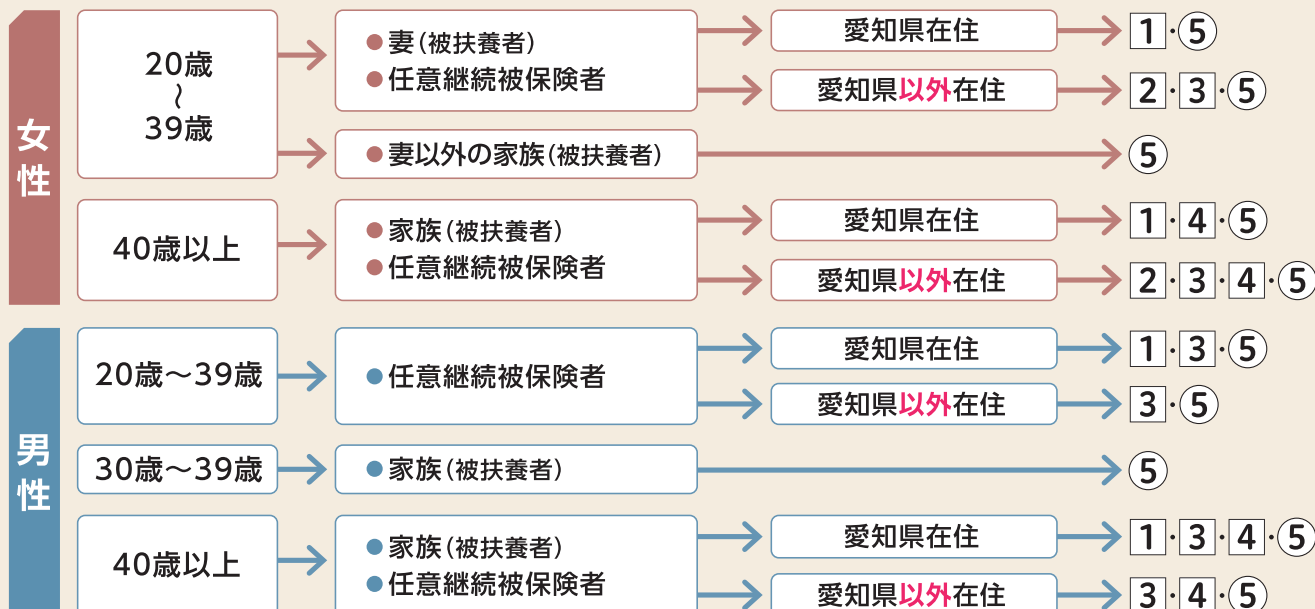 女性
20歳
〜
39歳
●妻（被扶養者）
●任意継続被保険者
愛知県在住
1・⑤
愛知県以外在住
2・3・⑤
●妻以外の家族（被扶養者）
⑤
40歳以上
●家族（被扶養者）
●任意継続被保険者
愛知県在住
1・4・⑤
愛知県以外在住
2・3・4・⑤
男性
20歳〜39歳
●任意継続被保険者
愛知県在住
1・3・⑤
愛知県以外在住
3・⑤
30歳〜39歳
●家族（被扶養者）
⑤
40歳以上
●家族（被扶養者）
●任意継続被保険者
愛知県在住
1・3・4・⑤
愛知県以外在住
3・4・⑤